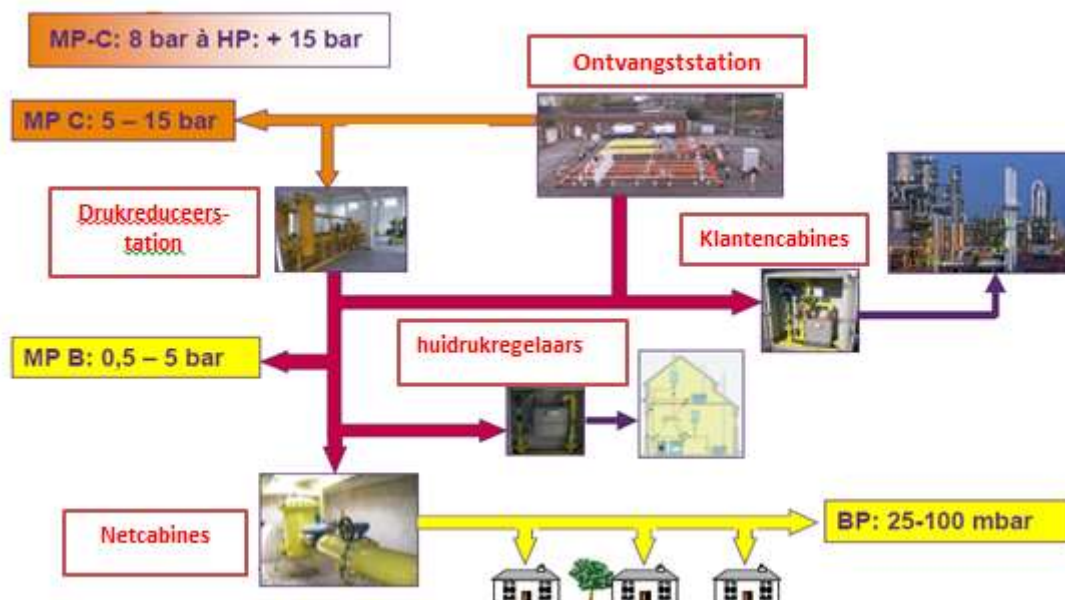 MP-C: 8 bar à HP: + 15 bar
Ontvangststation
MP C: 5 – 15 bar
Drukreduceers-
tation
Klantencabines
MP B: 0,5 – 5 bar
huidrukregelaars
Netcabines
BP: 25-100 mbar